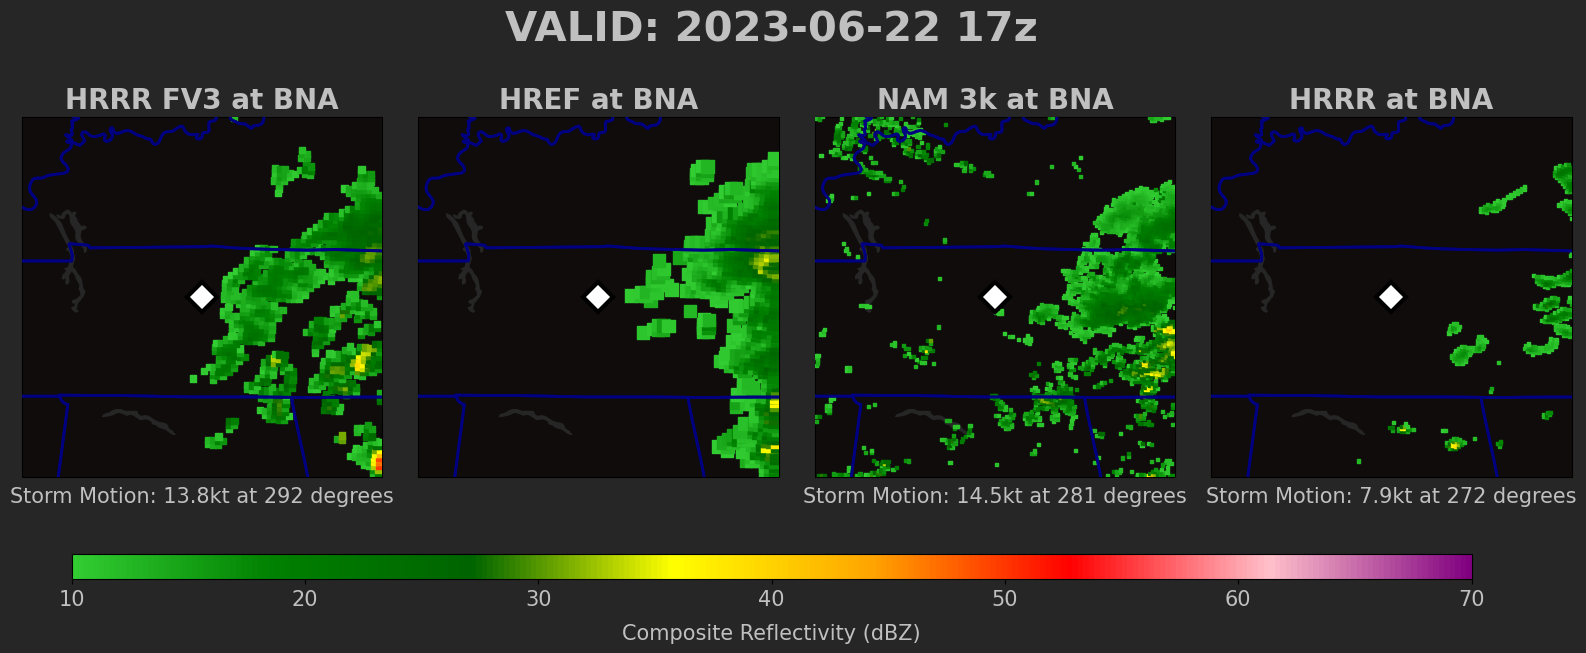 VALID: 2023-06-22 17z
HRRR FV3 at BNA
HREF at BNA
NAM 3k at BNA
HRRR at BNA
Storm Motion: 13.8kt at 292 degrees
Storm Motion: 14.5kt at 281 degrees
Storm Motion: 7.9kt at 272 degrees
10 20 30 40 50 60 70
Composite Reflectivity (dBZ)